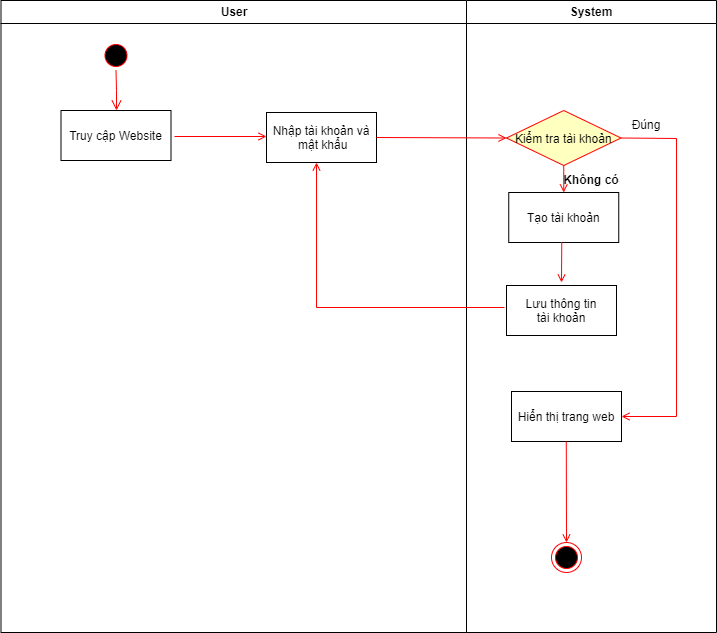 User
System
Truy cập Website
Nhập tài khoản và
mật khẩu
Kiểm tra tài khoản
Đúng
Không có
Tạo tài khoản
Lưu thông tin
tài khoản
Hiển thị trang web